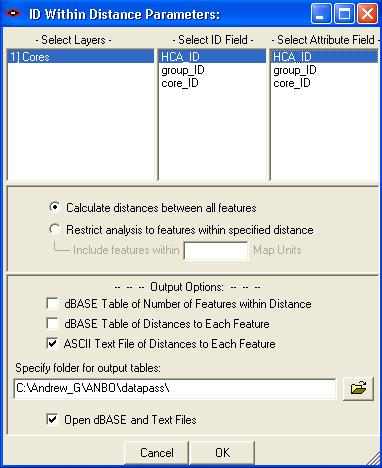 ID Within Distance Parameters:
- Select Layers - - Select ID Field - - Select Attribute Field -
1] Cores HCA_ID HCA_ID
group_ID group_ID
core_ID core_ID
Calculate distances between all features
Restrict analysis to features within specified distance
Include features within Map Units
-- -- -- Output Options: -- -- --
dBASE Table of Number of Features within Distance
dBASE Table of Distances to Each Feature
ASCII Text File of Distances to Each Feature
Specify folder for output tables:
C:\Andrew_G\ANBO\datapass\
Open dBASE and Text Files
Cancel OK